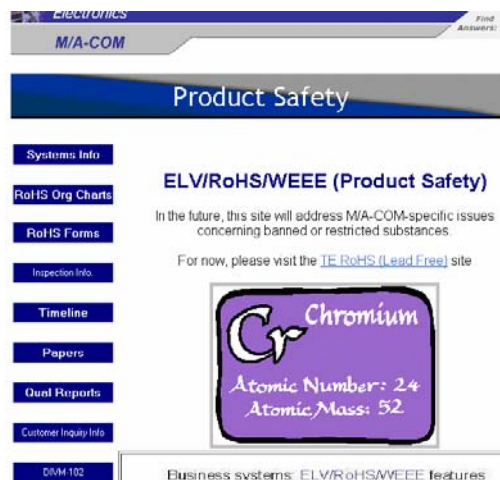 Electronics
Find
Answers:
M/A-COM
Product Safety
Systems Info
RoHS Org Charts
RoHS Forms
Inspection Info.
Timeline
Papers
Qual Reports
Customer Inquiry Info
DIVM-102
ELV/RoHS/WEEE (Product Safety)
In the future, this site will address M/A-COM-specific issues
concerning banned or restricted substances.
For now, please visit the TE RoHS (Lead Free) site
Cr Chromium
Atomic Number: 24
Atomic Mass: 52
Business systems: ELV/RoHS/WEEE features